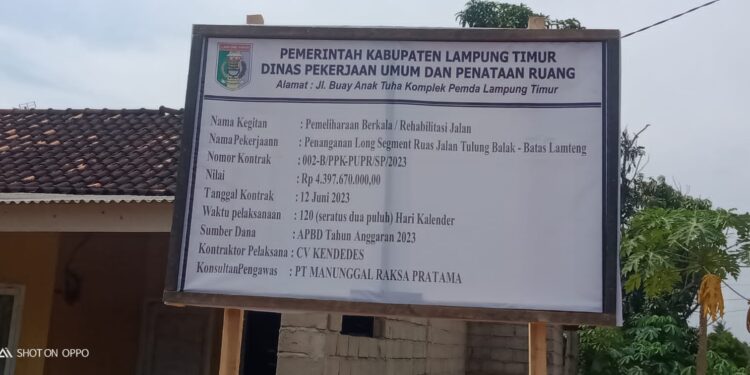 PEMERINTAH KABUPATEN LAMPUNG TIMUR
DINAS PEKERJAAN UMUM DAN PENATAAN RUANG
Alamat : Jl. Buay Anak Tuha Komplek Pemda Lampung Timur
Nama Kegitan : Pemeliharaan Berkala / Rehabilitasi Jalan
Nama Pekerjaann : Penanganan Long Segment Ruas Jalan Tulung Balak - Batas Lamteng
Nomor Kontrak : 002-B/PPK-PUPR/SP/2023
Nilai : Rp 4.397.670.000,00
Tanggal Kontrak : 12 Juni 2023
Waktu pelaksanaan : 120 (seratus dua puluh) Hari Kalender
Sumber Dana : APBD Tahun Anggaran 2023
Kontraktor Pelaksana : CV KENDEDES
KonsultanPengawas : PT MANUNGGAL RAKSA PRATAMA
SHOT ON OPPO